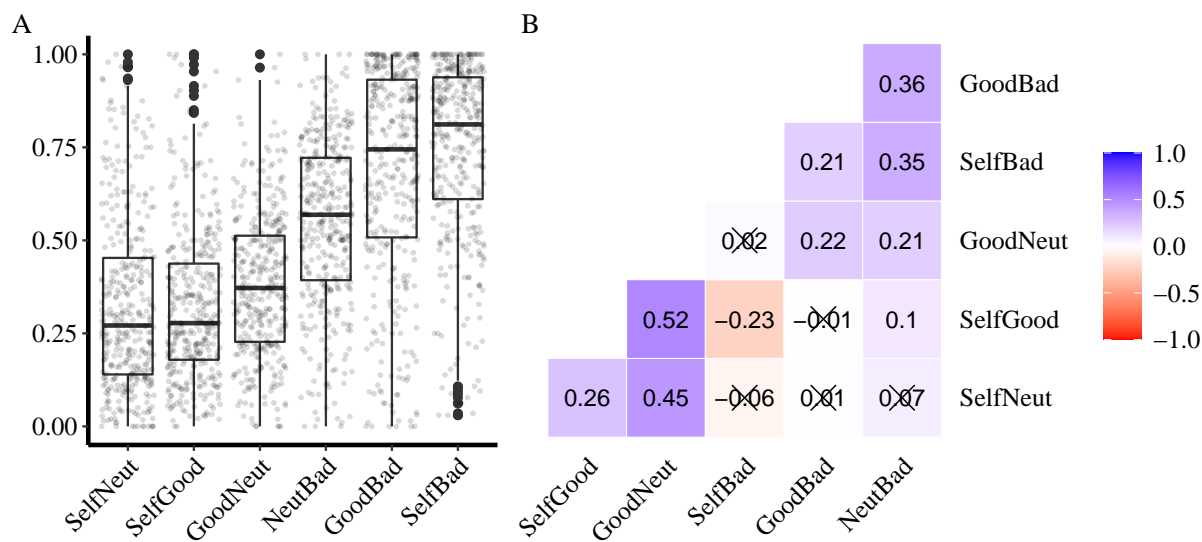 A
1.00
0.75
0.50
0.25
0.00
SelfNeut
SelfGood
GoodNeut
NeutBad
GoodBad
SelfBad
B
0.36 GoodBad
0.21 0.35 SelfBad
0.02 0.22 0.21 GoodNeut
0.52 −0.23 −0.01 0.1 SelfGood
0.26 0.45 −0.06 0.01 0.07 SelfNeut
SelfGood
GoodNeut
SelfBad
GoodBad
NeutBad
1.0
0.5
0.0
−0.5
−1.0